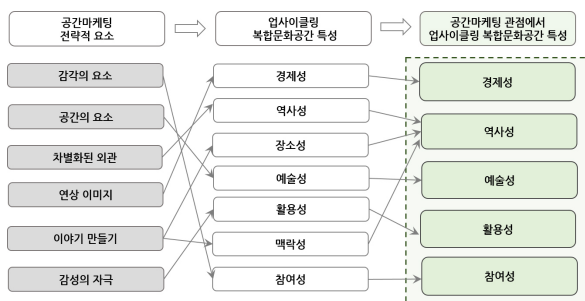 공간마케팅
전략적 요소
업사이클링
복합문화공간 특성
공간마케팅 관점에서
업사이클링 복합문화공간 특성
감각의 요소
공간의 요소
차별화된 외관
연상 이미지
이야기 만들기
감성의 자극
경제성
역사성
장소성
예술성
활용성
맥락성
참여성
경제성
역사성
예술성
활용성
참여성